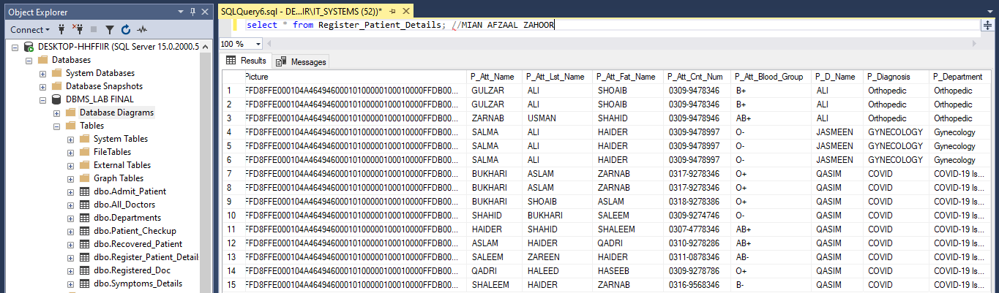 Object Explorer
Connect
DESKTOP-HHFFIIR (SQL Server 15.0.2000.5
Databases
System Databases
Database Snapshots
DBMS_LAB FINAL
Database Diagrams
Tables
System Tables
FileTables
External Tables
Graph Tables
dbo.Admit_Patient
dbo.All_Doctors
dbo.Departments
dbo.Patient_Checkup
dbo.Recovered_Patient
dbo.Register_Patient_Detail
dbo.Registered_Doc
dbo.Symptoms_Details
SQLQuery6.sql - DE...IR\IT_SYSTEMS (52))*
select * from Register_Patient_Details; //MIAN AFZAAL ZAHOOR
100 %
Results Messages
Picture P_Att_Name P_Att_Lst_Name P_Att_Fat_Name P_Att_Cnt_Num P_Att_Blood_Group P_D_Name P_Diagnosis P_Department
1 FFD8FFE000104A46494600010100000100010000FFDB00... GULZAR ALI SHOAIB 0309-9478346 B+ ALI Orthopedic Orthopedic
2 FFD8FFE000104A46494600010100000100010000FFDB00... GULZAR ALI SHOAIB 0309-9478346 B+ ALI Orthopedic Orthopedic
3 FFD8FFE000104A46494600010100000100010000FFDB00... ZARNAB USMAN SHAHID 0309-9478946 AB+ ALI Orthopedic Orthopedic
4 FFD8FFE000104A46494600010100000100010000FFDB00... SALMA ALI HAIDER 0309-9478997 O- JASMEEN GYNECOLOGY Gynecology
5 FFD8FFE000104A46494600010100000100010000FFDB00... SALMA ALI HAIDER 0309-9478997 O- JASMEEN GYNECOLOGY Gynecology
6 FFD8FFE000104A46494600010100000100010000FFDB00... SALMA ALI HAIDER 0309-9478997 O- JASMEEN GYNECOLOGY Gynecology
7 FFD8FFE000104A46494600010100000100010000FFDB00... BUKHARI ASLAM ZARNAB 0317-9278346 O+ QASIM COVID COVID-19 Is...
8 FFD8FFE000104A46494600010100000100010000FFDB00... BUKHARI ASLAM ZARNAB 0317-9278346 O+ QASIM COVID COVID-19 Is...
9 FFD8FFE000104A46494600010100000100010000FFDB00... BUKHARI SHOAIB ASLAM 0318-9278386 O+ QASIM COVID COVID-19 Is...
10 FFD8FFE000104A46494600010100000100010000FFDB00... SHAHID BUKHARI SALEEM 0309-9274746 O- QASIM COVID COVID-19 Is...
11 FFD8FFE000104A46494600010100000100010000FFDB00... HAIDER SHAHID SHALEEM 0307-4778346 AB+ QASIM COVID COVID-19 Is...
12 FFD8FFE000104A46494600010100000100010000FFDB00... ASLAM HAIDER QADRI 0310-9278286 AB+ QASIM COVID COVID-19 Is...
13 FFD8FFE000104A46494600010100000100010000FFDB00... SALEEM ZAREEN HAIDER 0311-0878346 AB- QASIM COVID COVID-19 Is...
14 FFD8FFE000104A46494600010100000100010000FFDB00... QADRI HALEED HASEEB 0309-9278786 O+ QASIM COVID COVID-19 Is...
15 FFD8FFE000104A46494600010100000100010000FFDB00... SHALEEM HAIDER ZARNAB 0316-9568346 B- QASIM COVID COVID-19 Is...